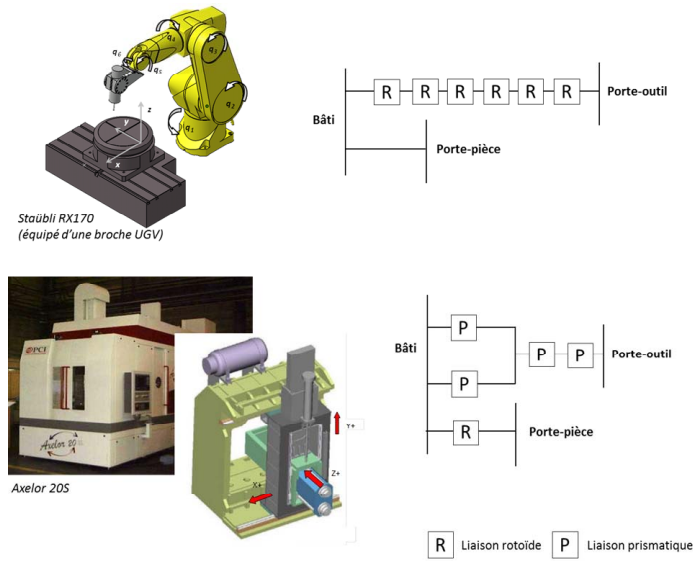 q4
q6
q5
q3
q2
q1
z
y
x
Staübli RX170
(équipé d'une broche UGV)
Bâti
R R R R R R
Porte-outil
Porte-pièce
PCI
Axelor 20
Axelor 20S
Y+
Z+
X+
Bâti
P
P
P P
Porte-outil
R
Porte-pièce
R Liaison rotoïde P Liaison prismatique